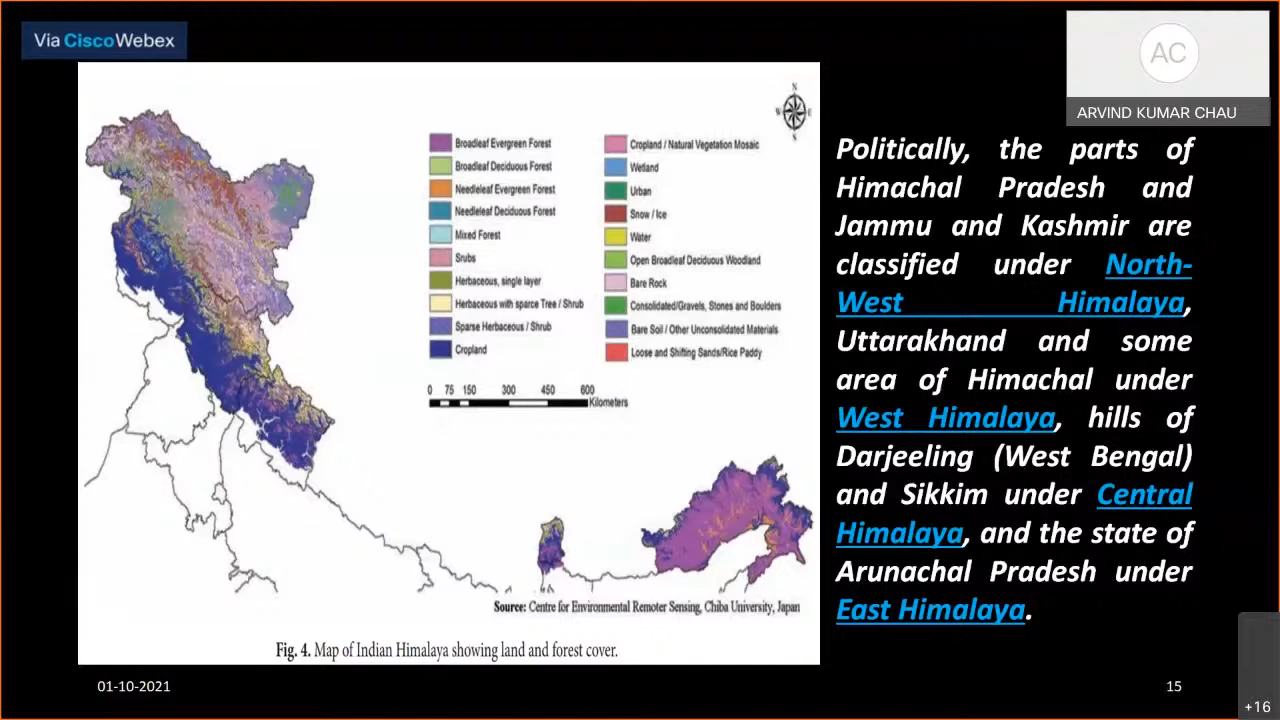 Via CiscoWebex
AC
ARVIND KUMAR CHAU
N
W
E
S
Broadleaf Evergreen Forest
Broadleaf Deciduous Forest
Needleleaf Evergreen Forest
Needleleaf Deciduous Forest
Mixed Forest
Srubs
Herbaceous, single layer
Herbaceous with sparce Tree / Shrub
Sparse Herbaceous / Shrub
Cropland
Cropland / Natural Vegetation Mosaic
Wetland
Urban
Snow / Ice
Water
Open Broadleaf Deciduous Woodland
Bare Rock
Consolidated/Gravels, Stones and Boulders
Bare Soil / Other Unconsolidated Materials
Loose and Shifting Sands/Rice Paddy
0 75 150 300 450 600
Kilometers
Source: Centre for Environmental Remoter Sensing, Chiba University, Japan
Fig. 4. Map of Indian Himalaya showing land and forest cover.
Politically, the parts of
Himachal Pradesh and
Jammu and Kashmir are
classified under North-
West Himalaya,
Uttarakhand and some
area of Himachal under
West Himalaya, hills of
Darjeeling (West Bengal)
and Sikkim under Central
Himalaya, and the state of
Arunachal Pradesh under
East Himalaya.
01-10-2021
15
+16